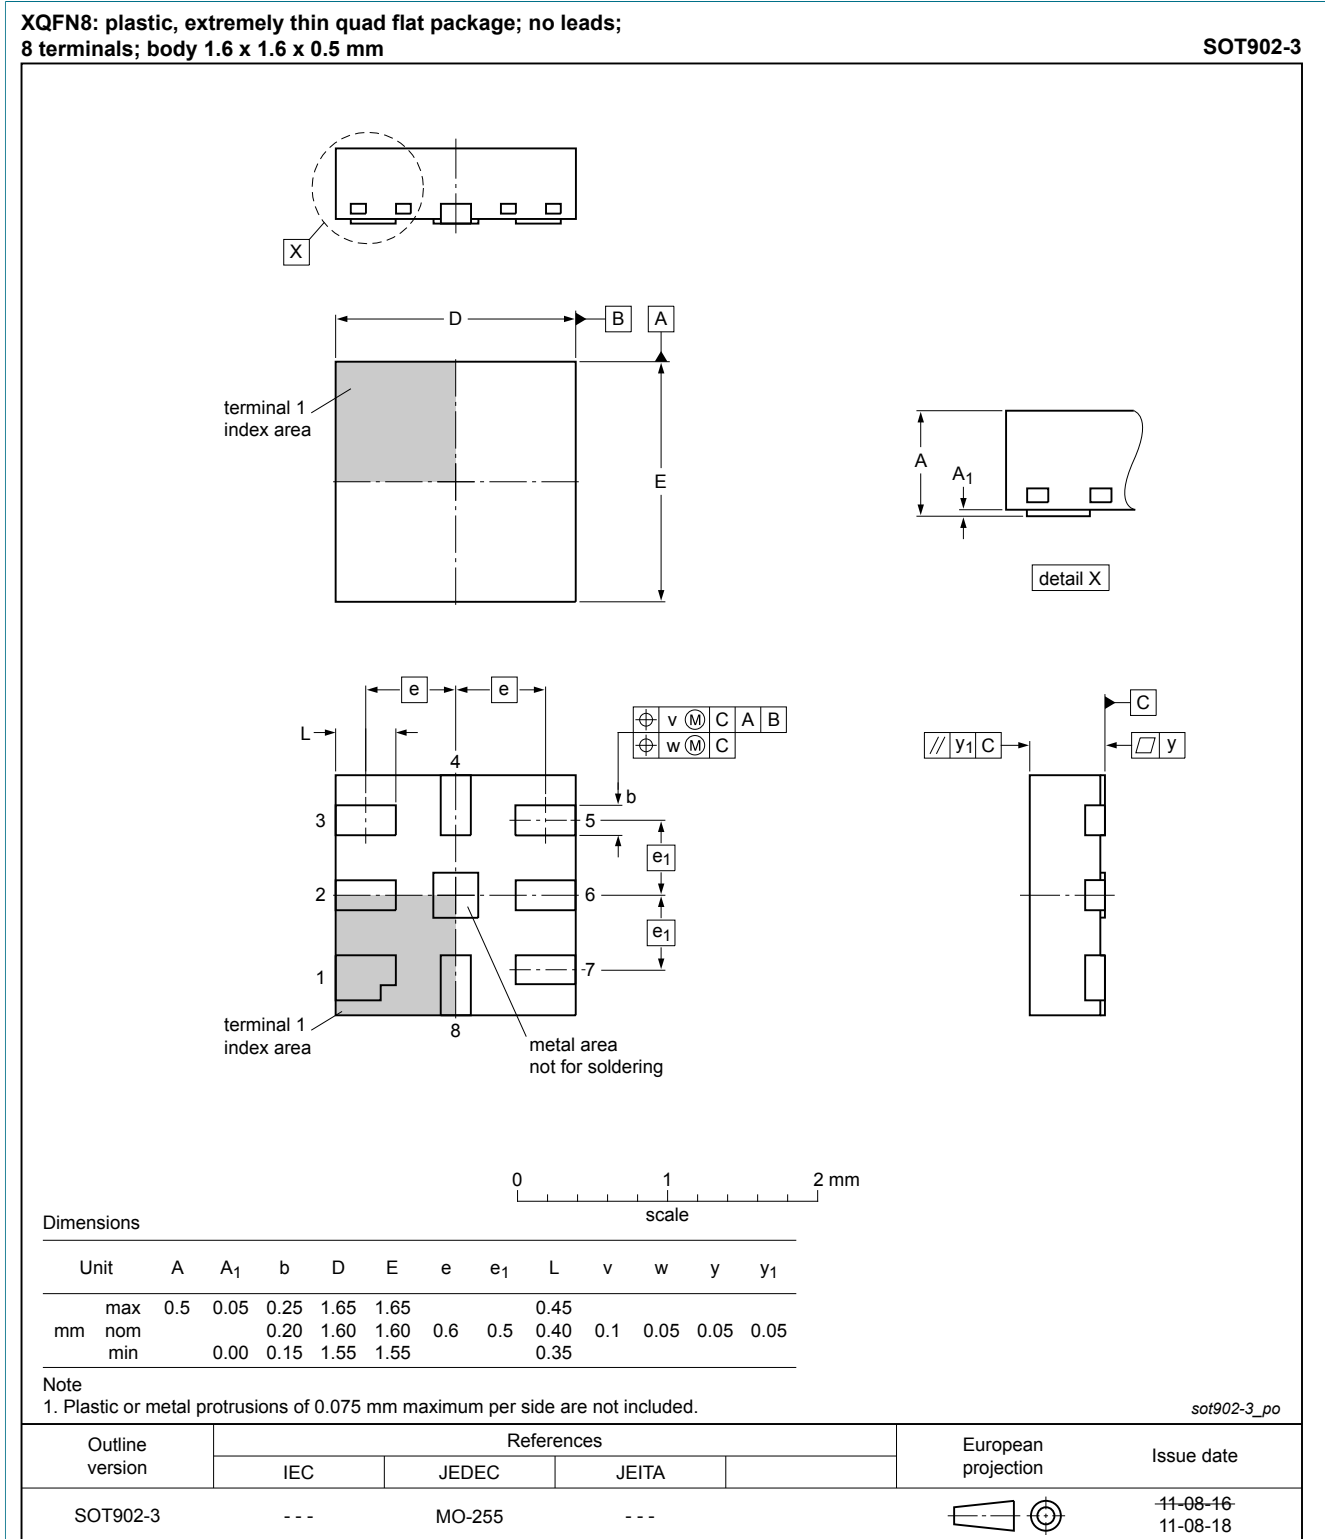 XQFN8: plastic, extremely thin quad flat package; no leads;
8 terminals; body 1.6 x 1.6 x 0.5 mm
SOT902-3
X
D
B
A
terminal 1
index area
E
A
A1
detail X
e
e
L
v M C A B
w M C
4
b
3
5
e1
2
6
e1
1
7
terminal 1
index area
8
metal area
not for soldering
C
// y1 C
y
0 1 2 mm
scale
Dimensions
Unit A A1 b D E e e1 L v w y y1
max 0.5 0.05 0.25 1.65 1.65 0.45
mm nom 0.20 1.60 1.60 0.6 0.5 0.40 0.1 0.05 0.05 0.05
min 0.00 0.15 1.55 1.55 0.35
Note
1. Plastic or metal protrusions of 0.075 mm maximum per side are not included.
sot902-3_po
Outline
version
References
IEC JEDEC JEITA
European
projection
Issue date
SOT902-3 - - - MO-255 - - -
11-08-16
11-08-18